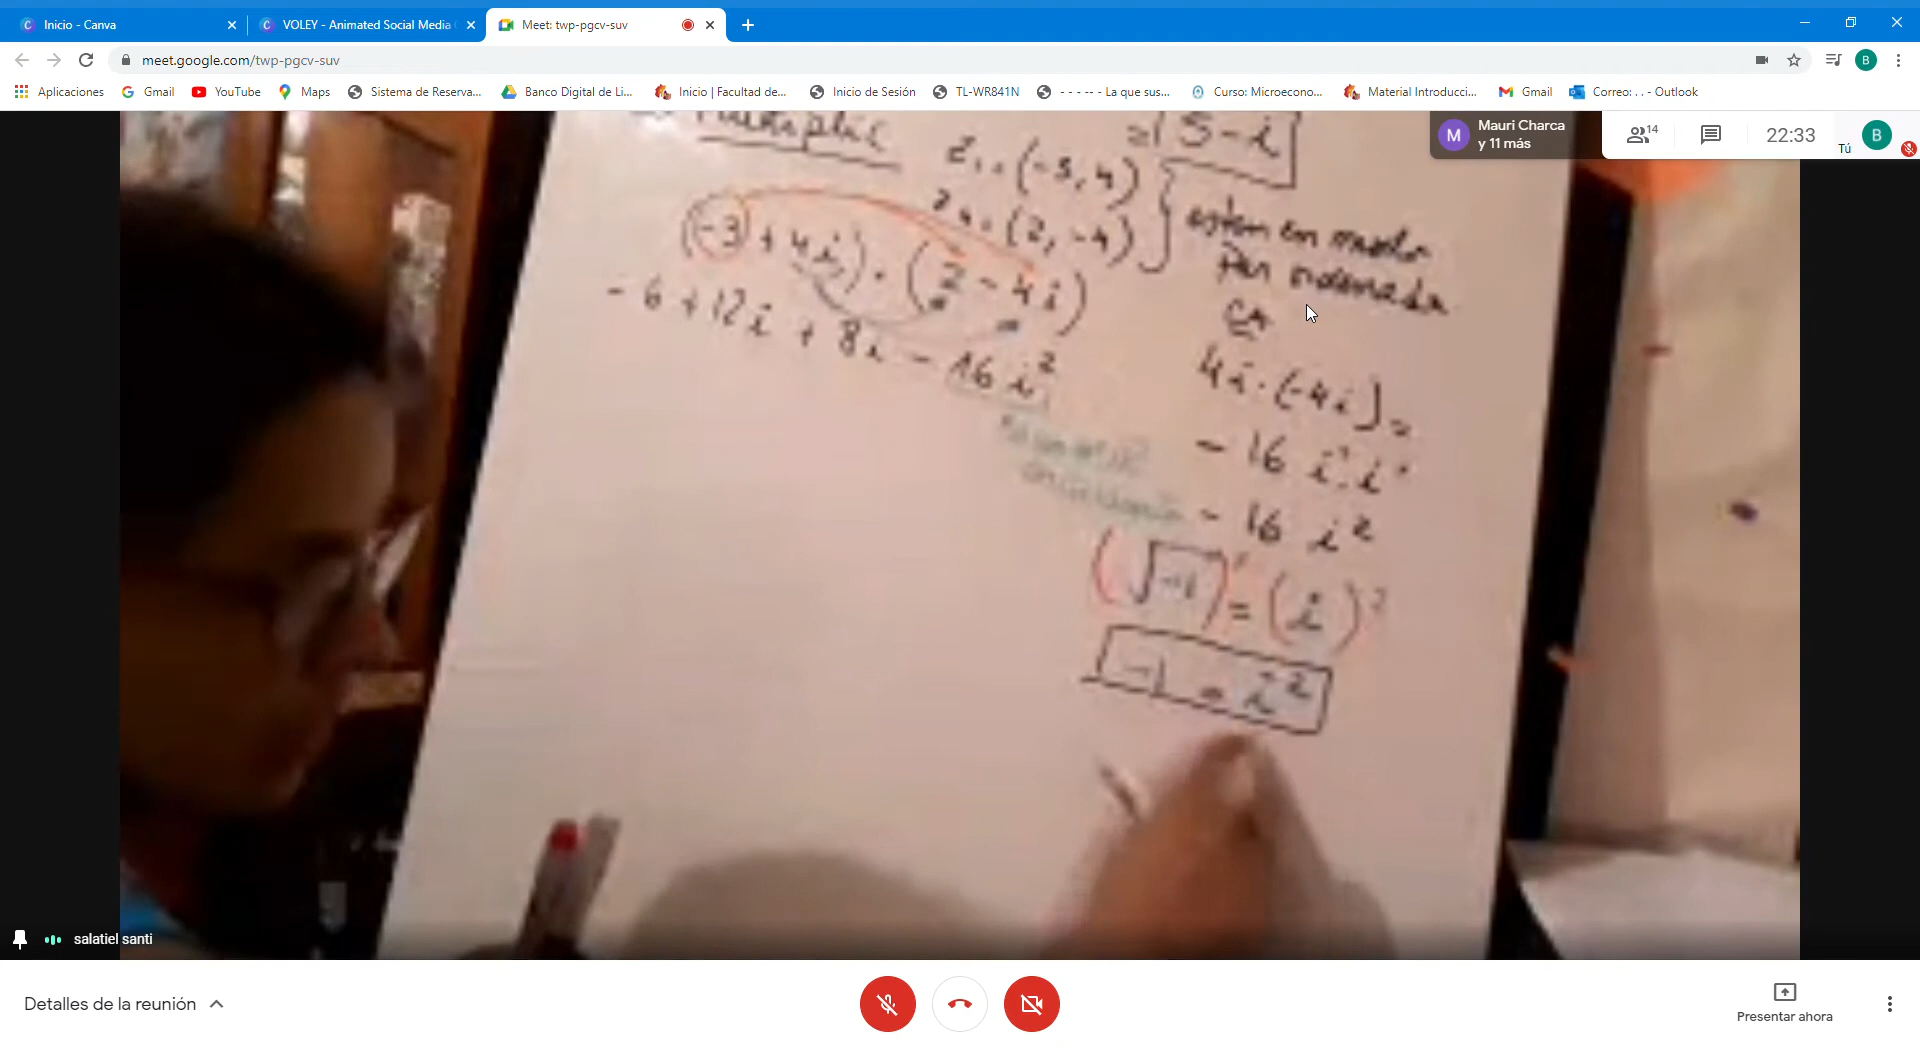 Inicio - Canva
VOLEY - Animated Social Media
Meet: twp-pgcv-suv
meet.google.com/twp-pgcv-suv
B
Aplicaciones
Gmail
YouTube
Maps
Sistema de Reserva...
Banco Digital de Li...
Inicio | Facultad de...
Inicio de Sesión
TL-WR841N
- - - -- - La que sus...
Curso: Microecono...
Material Introducci...
Gmail
Correo: . . - Outlook
M
Mauri Charca
y 11 más
14
22:33
Tú
B
= 5 - i
(-3, 4)
(2, -4)
(-3 + 4i) · (2 - 4i)
estan en modo
Par ordenado
- 6 + 12i + 8i - 16 i²
4i · (-4i) =
- 16 i · i
- 16 i²
(√-1)² = (i)²
-1 = i²
salatiel santi
Detalles de la reunión
Presentar ahora